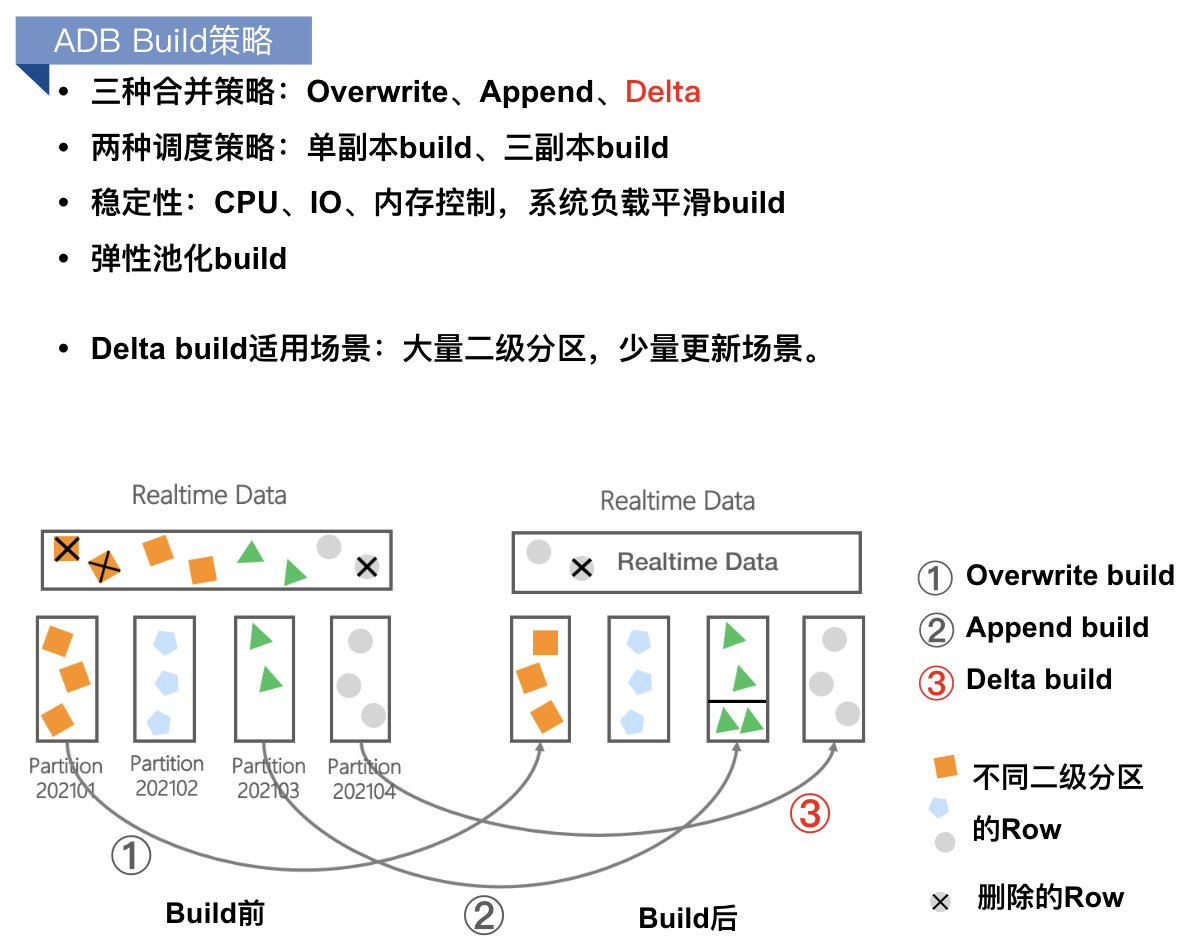 ADB Build策略
• 三种合并策略：Overwrite、Append、Delta
• 两种调度策略：单副本build、三副本build
• 稳定性：CPU、IO、内存控制，系统负载平滑build
• 弹性池化build
• Delta build适用场景：大量二级分区，少量更新场景。
Realtime Data
Realtime Data
Realtime Data
① Overwrite build
② Append build
③ Delta build
Partition
202101
Partition
202102
Partition
202103
Partition
202104
不同二级分区
的Row
①
②
③
删除的Row
Build前
Build后